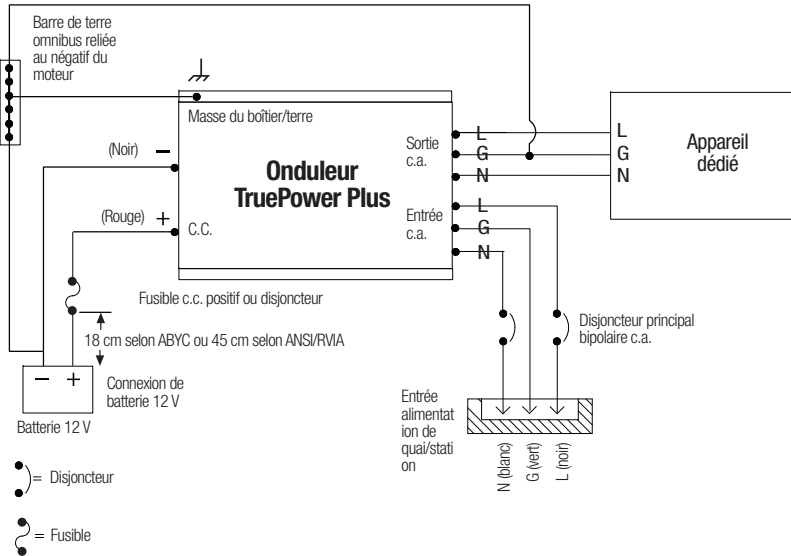 Barre de terre
omnibus reliée
au négatif du
moteur
Masse du boîtier/terre
(Noir) –
Onduleur
TruePower Plus
Sortie
c.a.
L
G
N
L
G
N
Appareil
dédié
(Rouge) +
C.C.
Entrée
c.a.
L
G
N
Fusible c.c. positif ou disjoncteur
18 cm selon ABYC ou 45 cm selon ANSI/RVIA
Disjoncteur principal
bipolaire c.a.
– +
Connexion de
batterie 12 V
Batterie 12 V
Entrée
alimentat
ion de
quai/stati
on
N (blanc)
G (vert)
L (noir)
= Disjoncteur
= Fusible